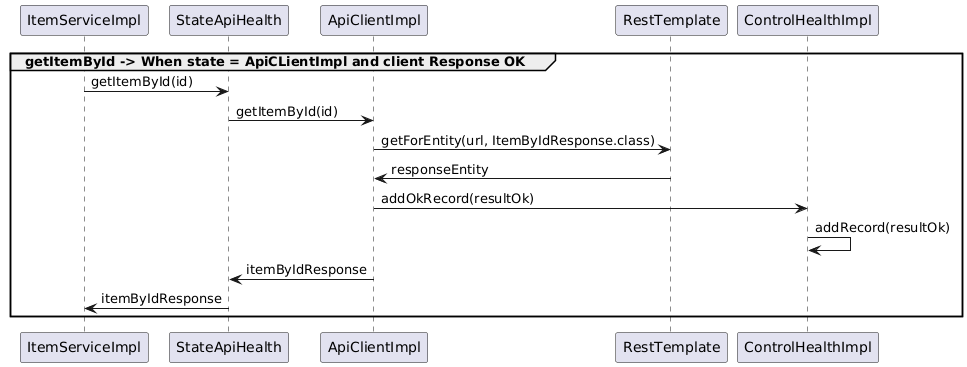 ItemServiceImpl StateApiHealth ApiClientImpl RestTemplate ControlHealthImpl
getItemById -> When state = ApiCLientImpl and client Response OK
getItemById(id)
getItemById(id)
getForEntity(url, ItemByIdResponse.class)
responseEntity
addOkRecord(resultOk)
addRecord(resultOk)
itemByIdResponse
itemByIdResponse
ItemServiceImpl StateApiHealth ApiClientImpl RestTemplate ControlHealthImpl